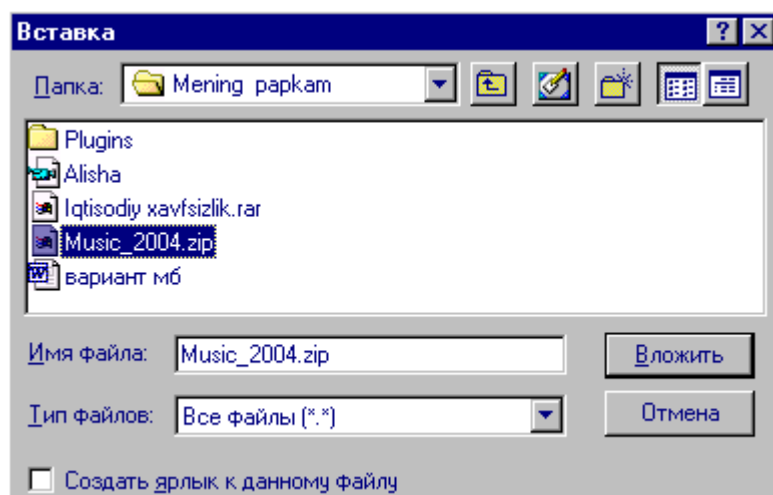 Вставка
Папка: Mening papkam
Plugins
Alisha
Iqtisodiy xavfsizlik.rar
Music_2004.zip
вариант мб
Имя файла: Music_2004.zip Вложить
Тип файлов: Все файлы (*.*) Отмена
Создать ярлык к данному файлу